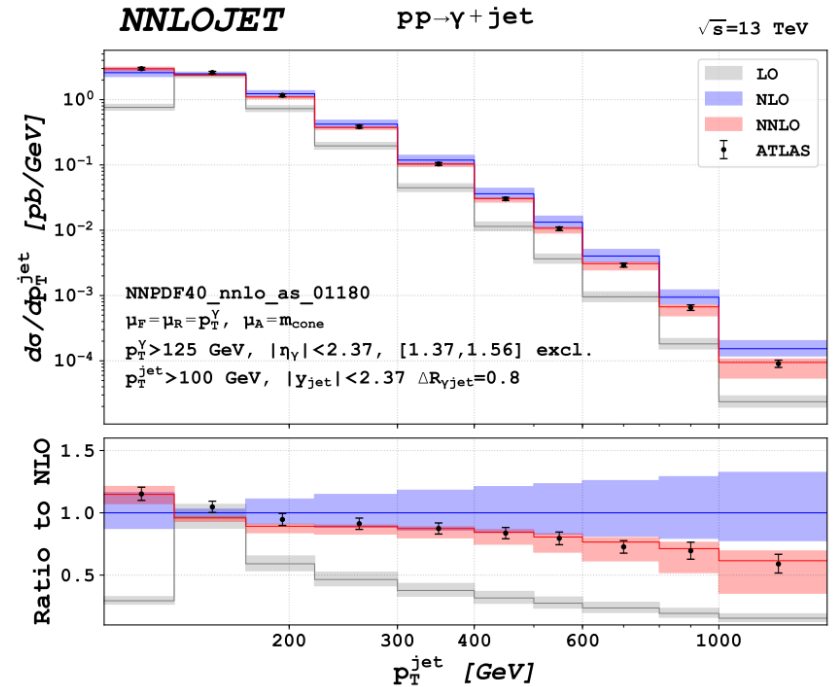 NNLOJET pp→γ+jet √s=13 TeV
LO
NLO
NNLO
ATLAS
dσ/dp_T^jet [pb/GeV]
10⁰
10⁻¹
10⁻²
10⁻³
10⁻⁴
NNPDF40_nnlo_as_01180
μ_F=μ_R=p_T^γ, μ_A=m_cone
p_T^γ>125 GeV, |η_γ|<2.37, [1.37,1.56] excl.
p_T^jet>100 GeV, |y_jet|<2.37 ΔR_γjet=0.8
Ratio to NLO
1.5
1.0
0.5
200 300 400 600 1000
p_T^jet [GeV]